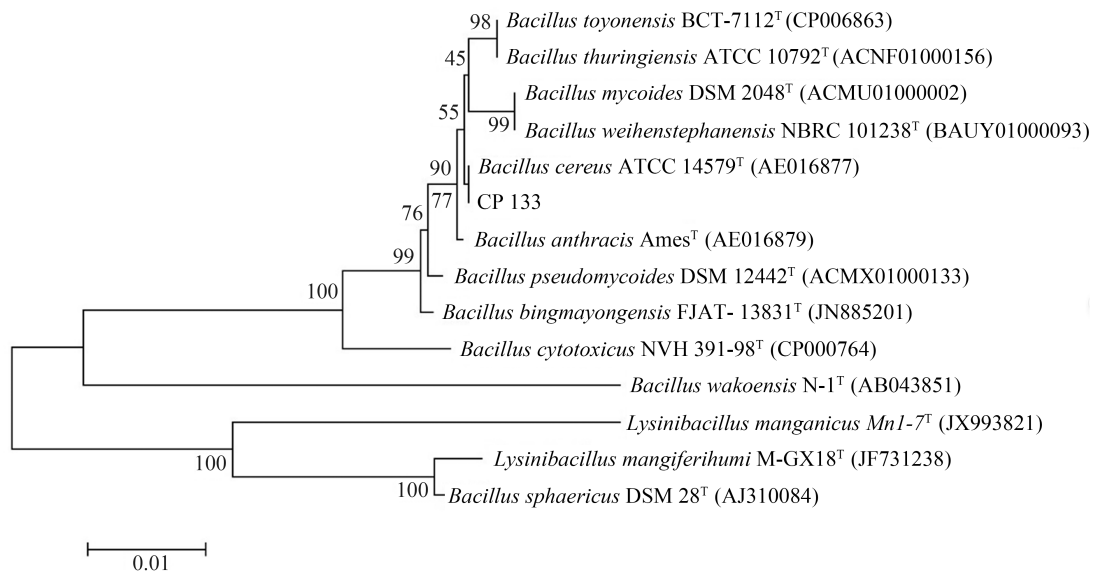 98
Bacillus toyonensis BCT-7112ᵀ (CP006863)
45
Bacillus thuringiensis ATCC 10792ᵀ (ACNF01000156)
Bacillus mycoides DSM 2048ᵀ (ACMU01000002)
55
99
Bacillus weihenstephanensis NBRC 101238ᵀ (BAUY01000093)
90
Bacillus cereus ATCC 14579ᵀ (AE016877)
77
CP 133
76
Bacillus anthracis Amesᵀ (AE016879)
99
Bacillus pseudomycoides DSM 12442ᵀ (ACMX01000133)
100
Bacillus bingmayongensis FJAT- 13831ᵀ (JN885201)
Bacillus cytotoxicus NVH 391-98ᵀ (CP000764)
Bacillus wakoensis N-1ᵀ (AB043851)
Lysinibacillus manganicus Mn1-7ᵀ (JX993821)
100
Lysinibacillus mangiferihumi M-GX18ᵀ (JF731238)
100
Bacillus sphaericus DSM 28ᵀ (AJ310084)
0.01